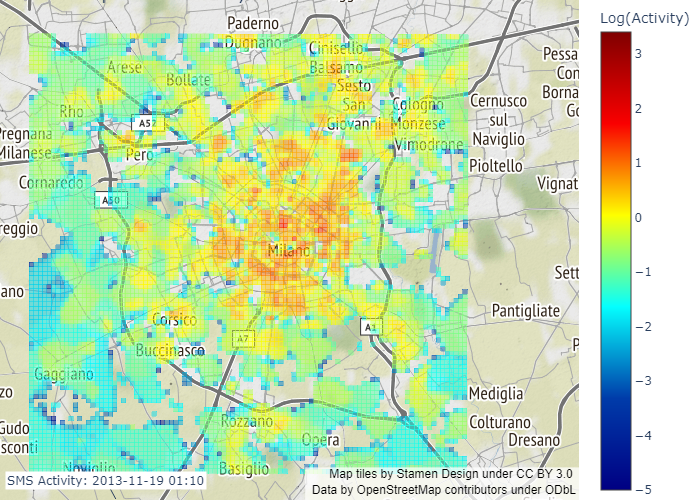 Log(Activity)
3
2
1
0
−1
−2
−3
−4
−5
Paderno
Dugnano
Cinisello
Balsamo
Arese
Bollate
Sesto
San
Giovanni
Cologno
Monzese
Rho
A52
Pero
Pregnana
Milanese
Vimodrone
Cernusco
sul
Naviglio
Pioltello
Pessa
Con
Borna
Go
Vignat
Cornaredo
A50
reggio
Milano
ano
Sett
Pantigliate
P
Corsico
A7
A1
Buccinasco
Gaggiano
zo
Mediglia
Colturano
Dresano
Gudo
sconti
Rozzano
Opera
Noviglio
Basiglio
SMS Activity: 2013-11-19 01:10
Map tiles by Stamen Design under CC BY 3.0
Data by OpenStreetMap contributors under ODbL